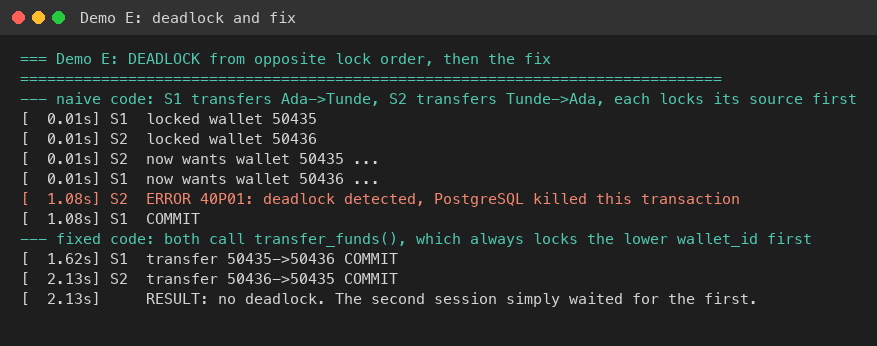 Demo E: deadlock and fix
=== Demo E: DEADLOCK from opposite lock order, then the fix
==============================================================================
--- naive code: S1 transfers Ada->Tunde, S2 transfers Tunde->Ada, each locks its source first
[  0.01s] S1  locked wallet 50435
[  0.01s] S2  locked wallet 50436
[  0.01s] S2  now wants wallet 50435 ...
[  0.01s] S1  now wants wallet 50436 ...
[  1.08s] S2  ERROR 40P01: deadlock detected, PostgreSQL killed this transaction
[  1.08s] S1  COMMIT
--- fixed code: both call transfer_funds(), which always locks the lower wallet_id first
[  1.62s] S1  transfer 50435->50436 COMMIT
[  2.13s] S2  transfer 50436->50435 COMMIT
[  2.13s]     RESULT: no deadlock. The second session simply waited for the first.